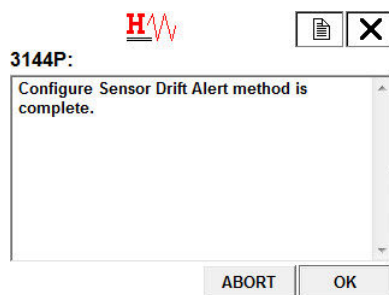 H
3144P:
Configure Sensor Drift Alert method is
complete.
ABORT
OK